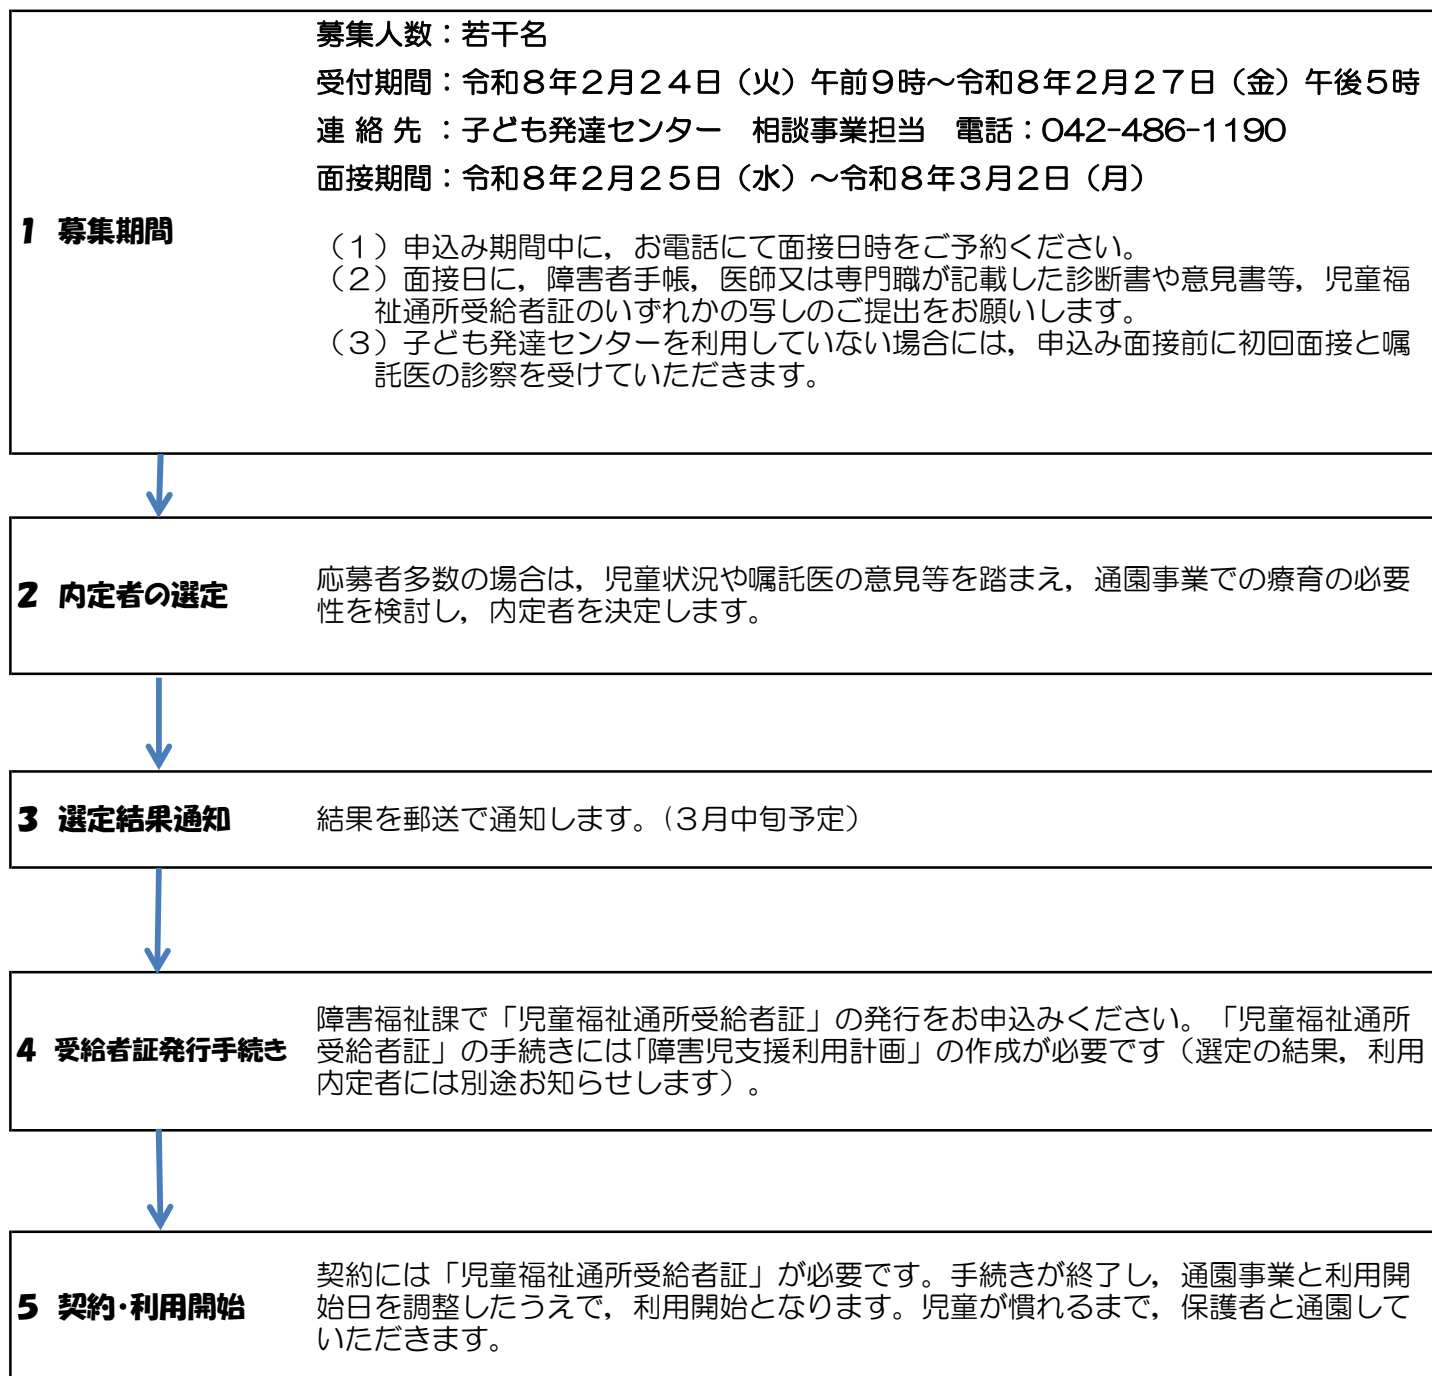 募集人数：若干名
受付期間：令和８年２月２４日（火）午前９時～令和８年２月２７日（金）午後５時
連 絡 先 ：子ども発達センター　相談事業担当　電話：042-486-1190
面接期間：令和８年２月２５日（水）～令和８年３月２日（月）
1 募集期間
（１）申込み期間中に，お電話にて面接日時をご予約ください。
（２）面接日に，障害者手帳，医師又は専門職が記載した診断書や意見書等，児童福
祉通所受給者証のいずれかの写しのご提出をお願いします。
（３）子ども発達センターを利用していない場合には，申込み面接前に初回面接と嘱
託医の診察を受けていただきます。
2 内定者の選定
応募者多数の場合は，児童状況や嘱託医の意見等を踏まえ，通園事業での療育の必要
性を検討し，内定者を決定します。
3 選定結果通知
結果を郵送で通知します。（３月中旬予定）
4 受給者証発行手続き
障害福祉課で「児童福祉通所受給者証」の発行をお申込みください。「児童福祉通所
受給者証」の手続きには「障害児支援利用計画」の作成が必要です（選定の結果，利用
内定者には別途お知らせします）。
5 契約・利用開始
契約には「児童福祉通所受給者証」が必要です。手続きが終了し，通園事業と利用開
始日を調整したうえで，利用開始となります。児童が慣れるまで，保護者と通園して
いただきます。